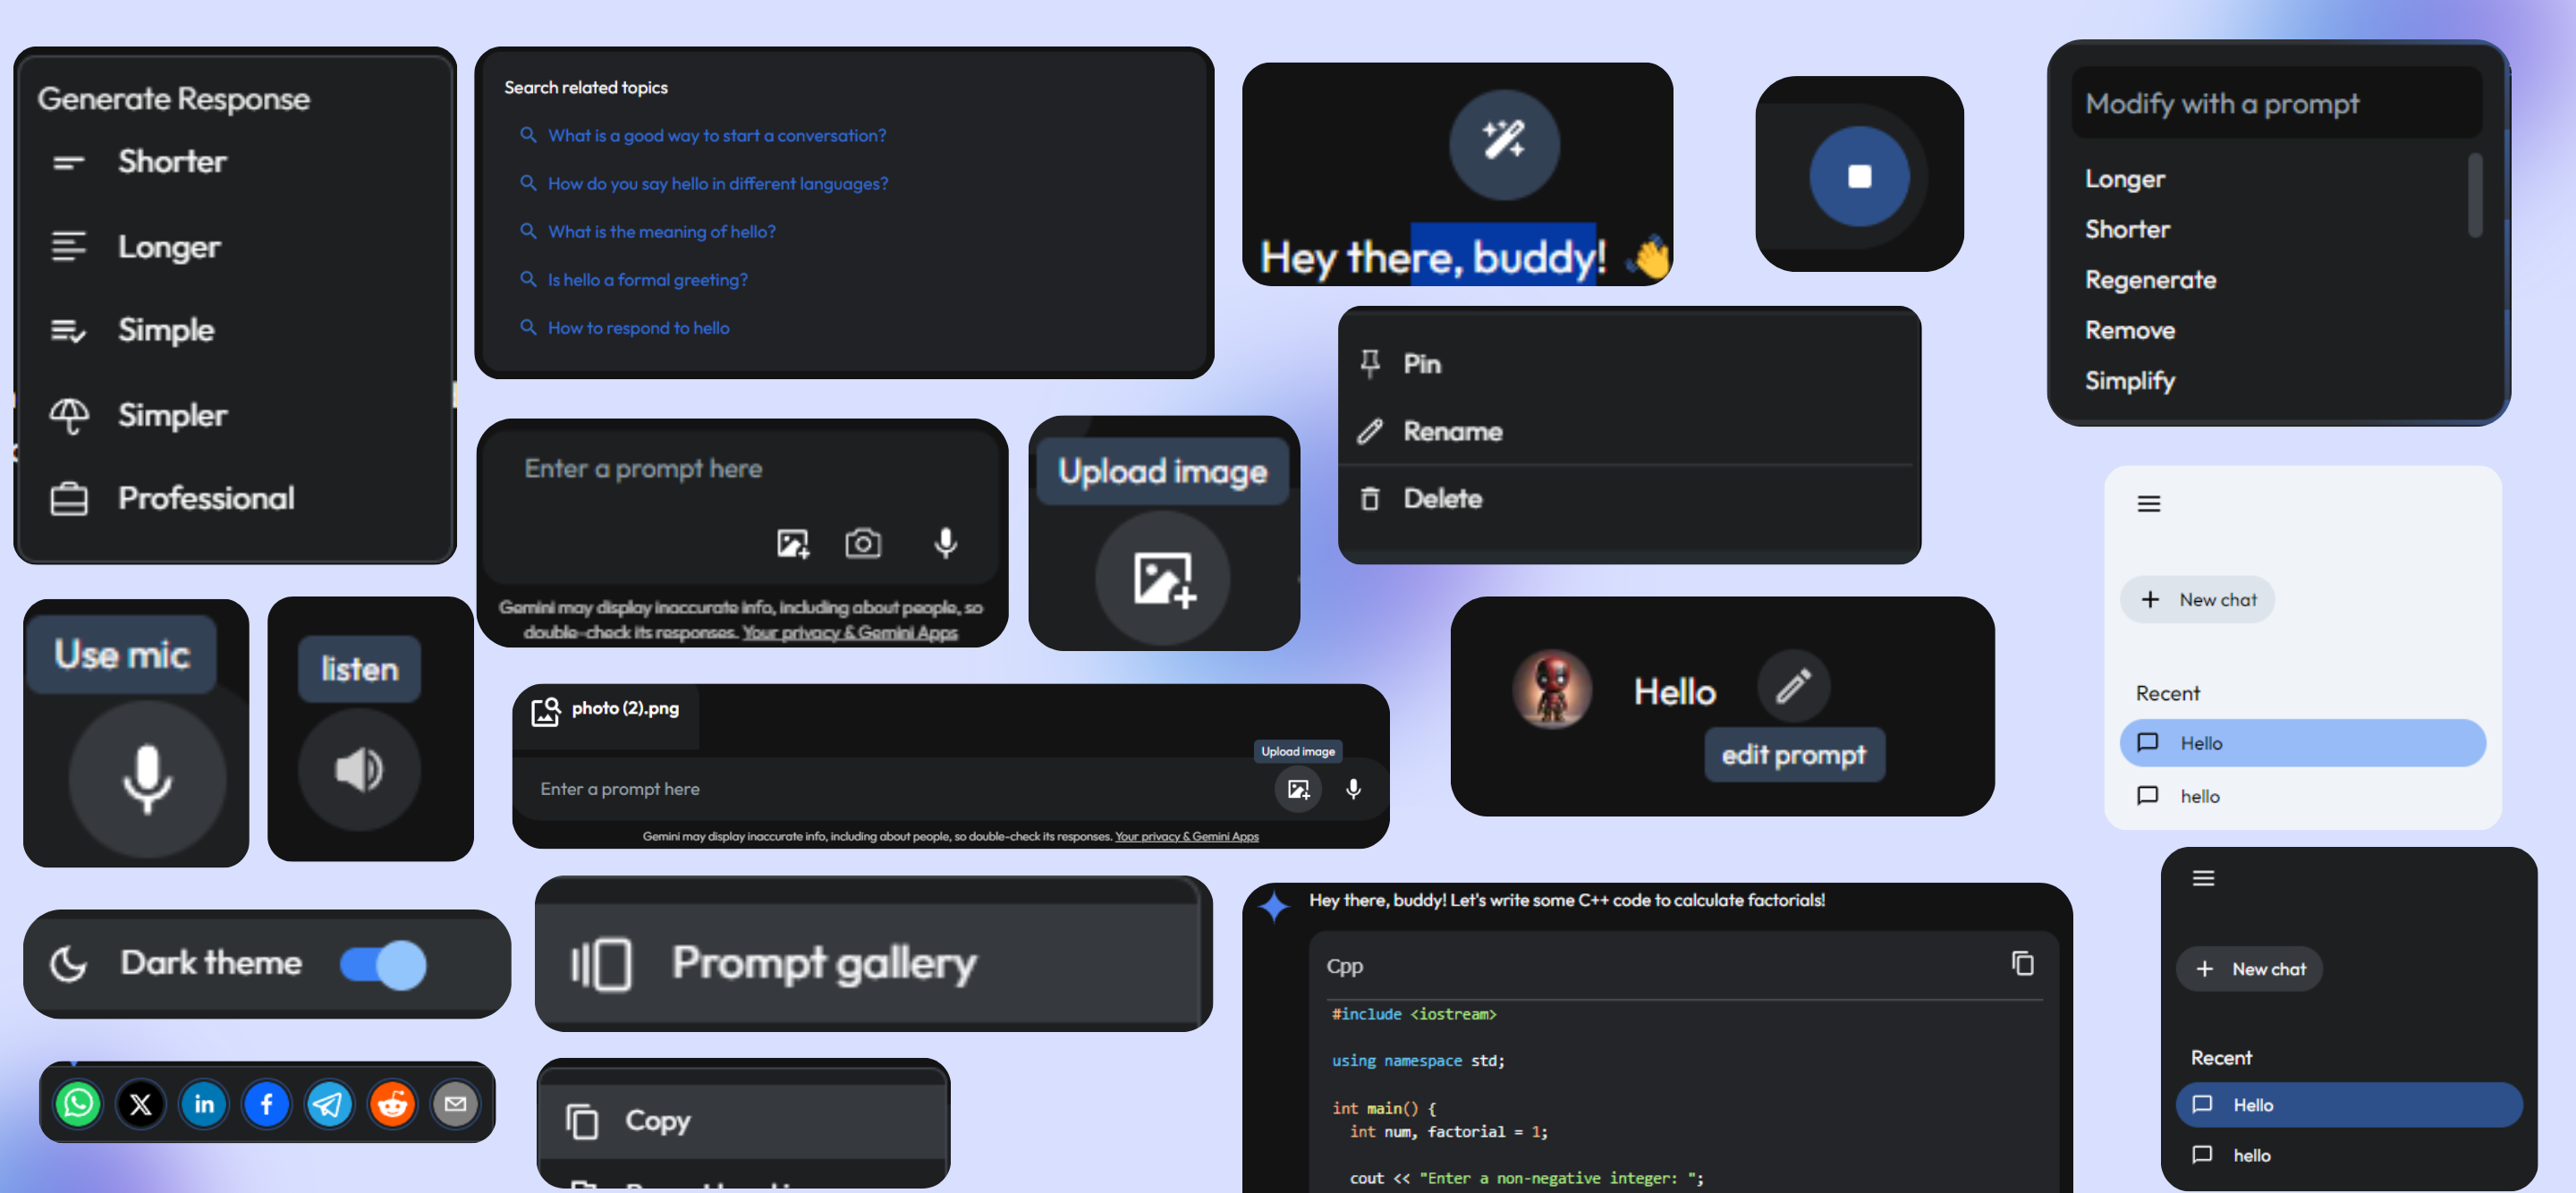 Generate Response
Shorter
Longer
Simple
Simpler
Professional
Search related topics
What is a good way to start a conversation?
How do you say hello in different languages?
What is the meaning of hello?
Is hello a formal greeting?
How to respond to hello
Hey there, buddy! 👋
Modify with a prompt
Longer
Shorter
Regenerate
Remove
Simplify
Enter a prompt here
Gemini may display inaccurate info, including about people, so
double-check its responses. Your privacy & Gemini Apps
Upload image
Pin
Rename
Delete
New chat
Recent
Hello
hello
Use mic
listen
photo (2).png
Upload image
Enter a prompt here
Gemini may display inaccurate info, including about people, so double-check its responses. Your privacy & Gemini Apps
Hello
edit prompt
Dark theme
Prompt gallery
Hey there, buddy! Let's write some C++ code to calculate factorials!
Cpp
#include <iostream>
using namespace std;
int main() {
int num, factorial = 1;
cout << "Enter a non-negative integer: ";
New chat
Recent
Hello
hello
X
in
f
Copy